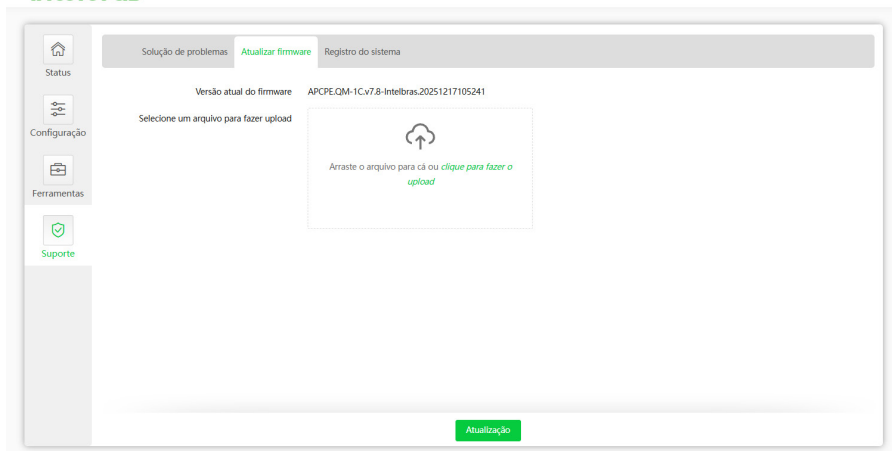 Status
Configuração
Ferramentas
Suporte
Solução de problemas Atualizar firmware Registro do sistema
Versão atual do firmware APCPE.QM-1C.v7.8-Intelbras.20251217105241
Selecione um arquivo para fazer upload
Arraste o arquivo para cá ou clique para fazer o
upload
Atualização